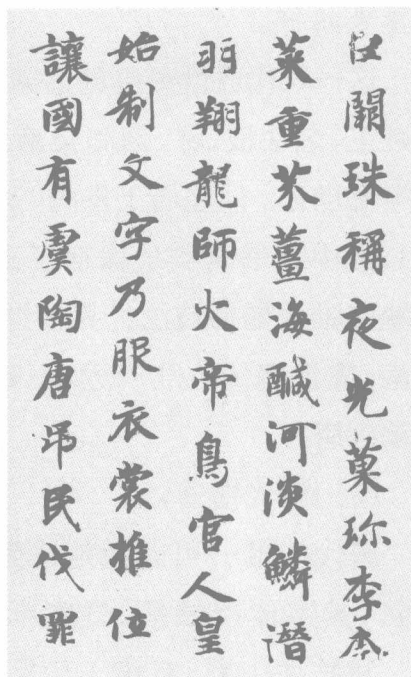 巨闕珠稱夜光菓珎李柰
菜重芥薑海醎河淡鱗潛
羽翔龍師火帝鳥官人皇
始制文字乃服衣裳推位
讓國有虞陶唐吊民伐罪